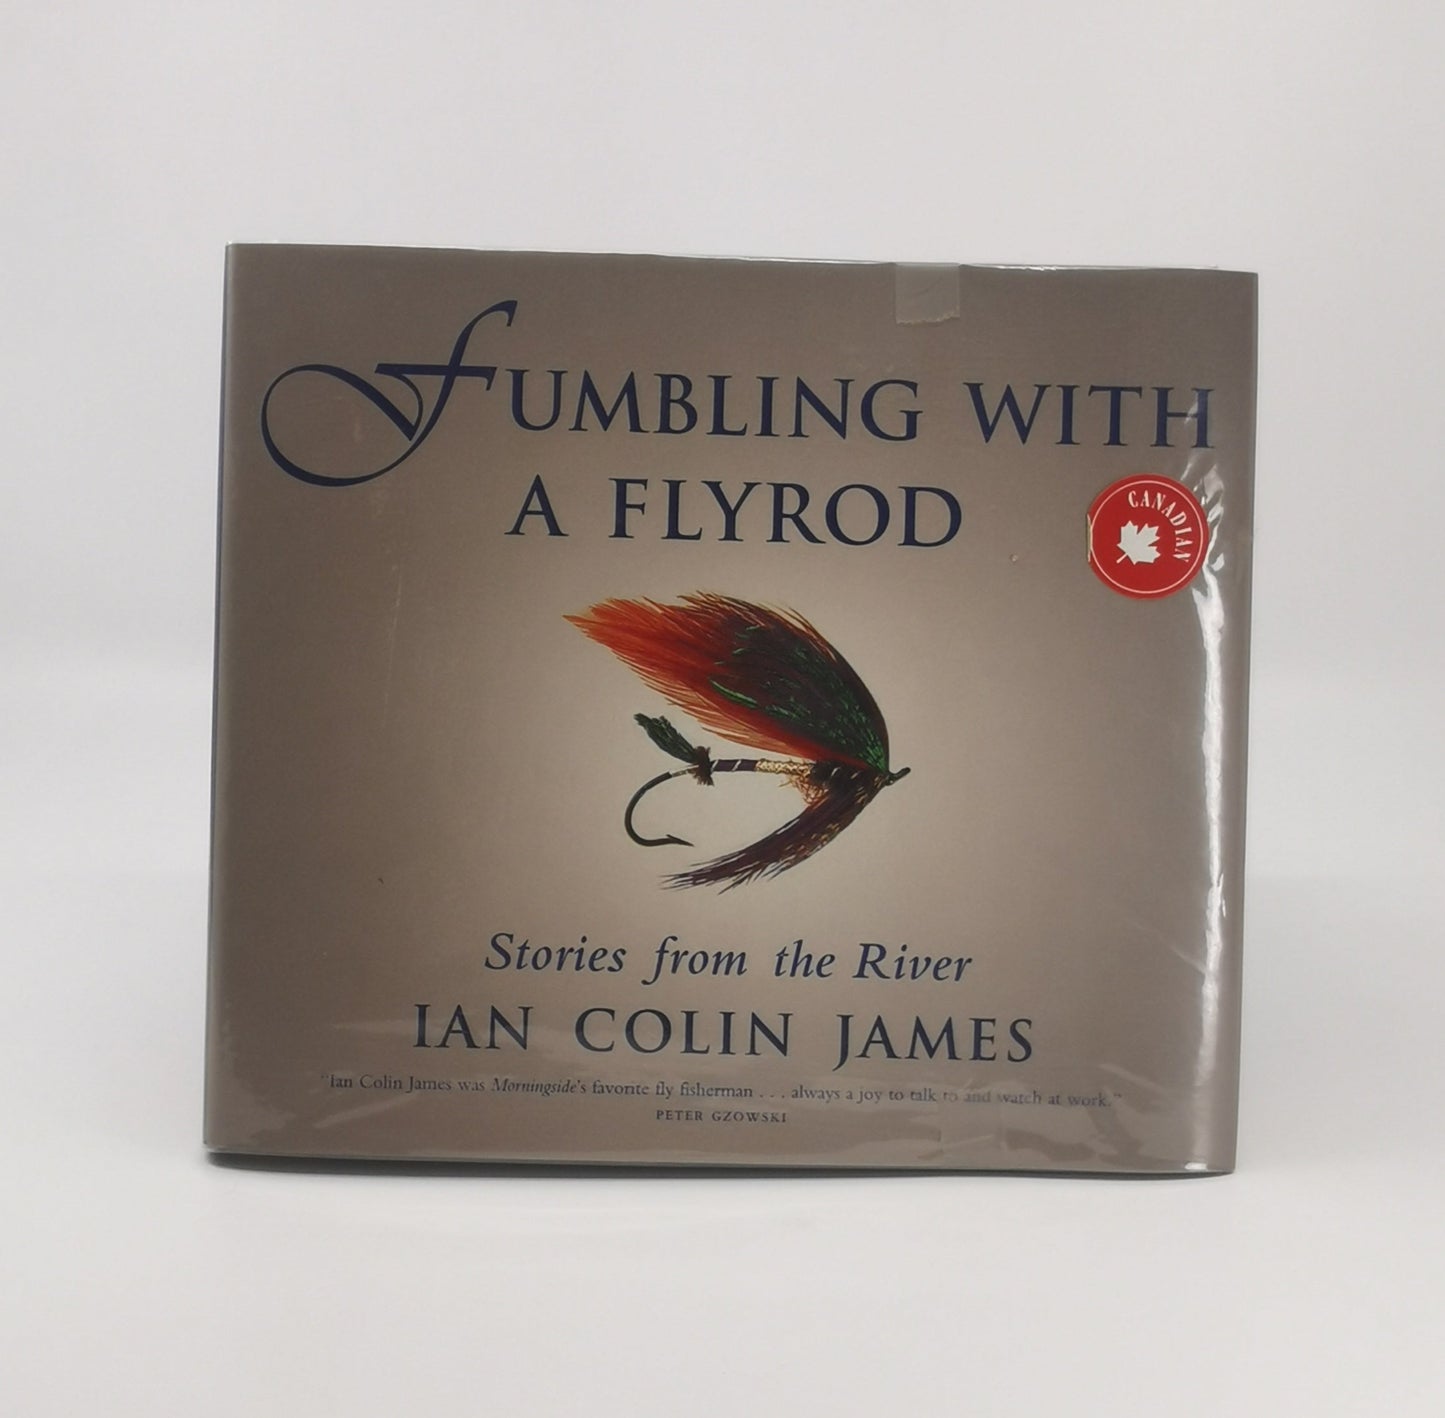 FUMBLING WITH
A FLYROD
CANADIAN
Stories from the River
IAN COLIN JAMES
"Ian Colin James was Morningside's favorite fly fisherman . . . always a joy to talk to and watch at work."
PETER GZOWSKI